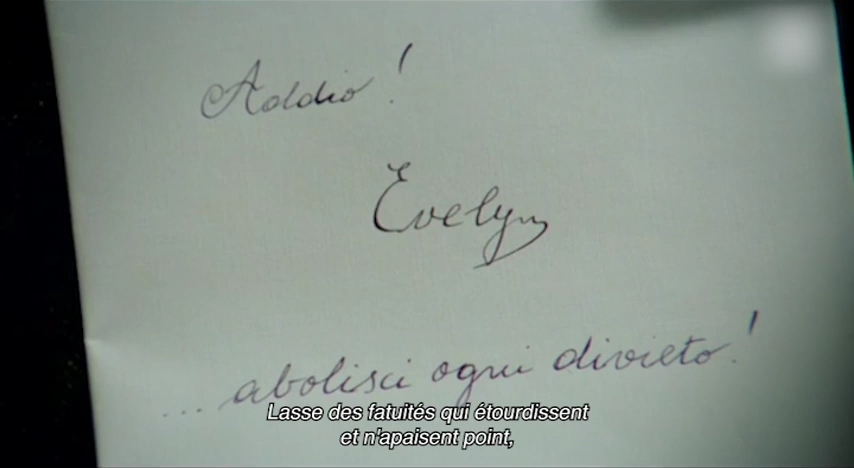 Addio!
Evelyn
...abolisci ogni divieto!
Lasse des fatuités qui étourdissent
et n'apaisent point,